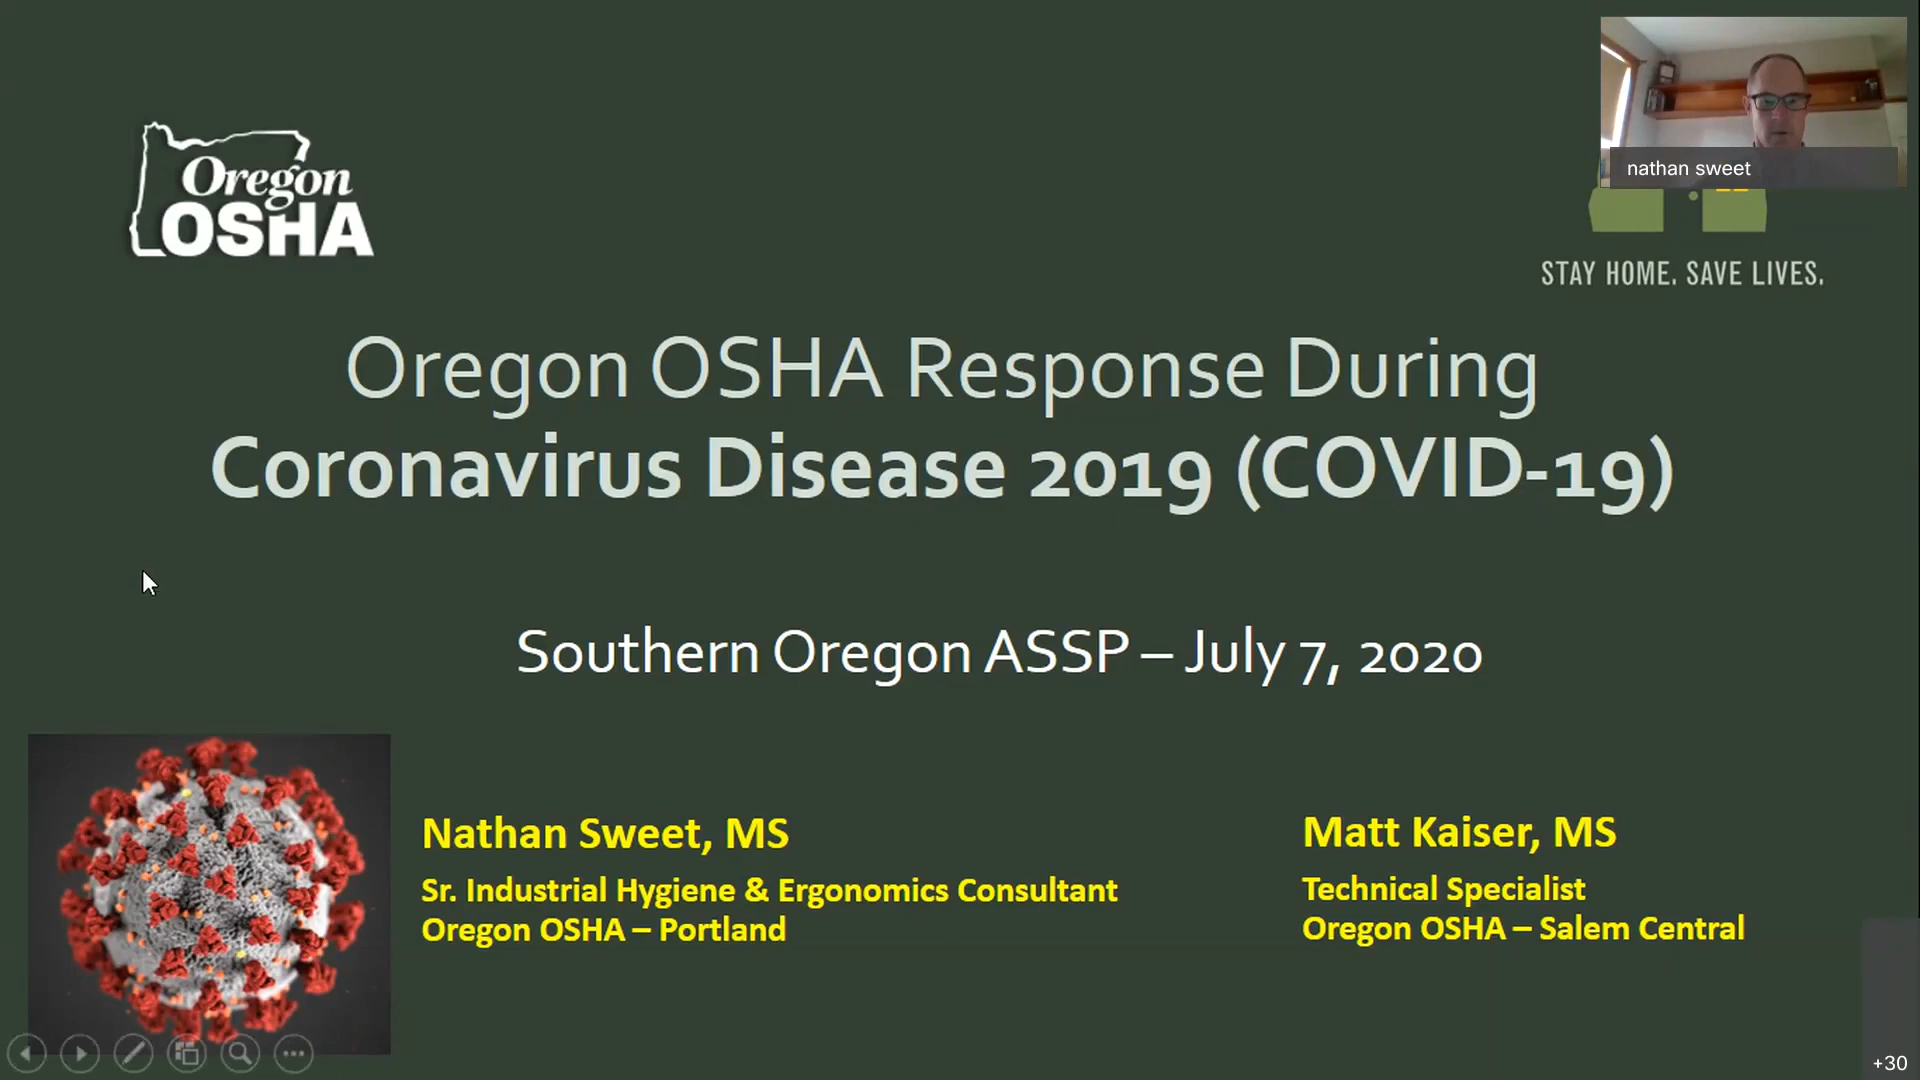 nathan sweet
Oregon
OSHA
STAY HOME. SAVE LIVES.
Oregon OSHA Response During
Coronavirus Disease 2019 (COVID-19)
Southern Oregon ASSP – July 7, 2020
Nathan Sweet, MS
Sr. Industrial Hygiene & Ergonomics Consultant
Oregon OSHA – Portland
Matt Kaiser, MS
Technical Specialist
Oregon OSHA – Salem Central
+30